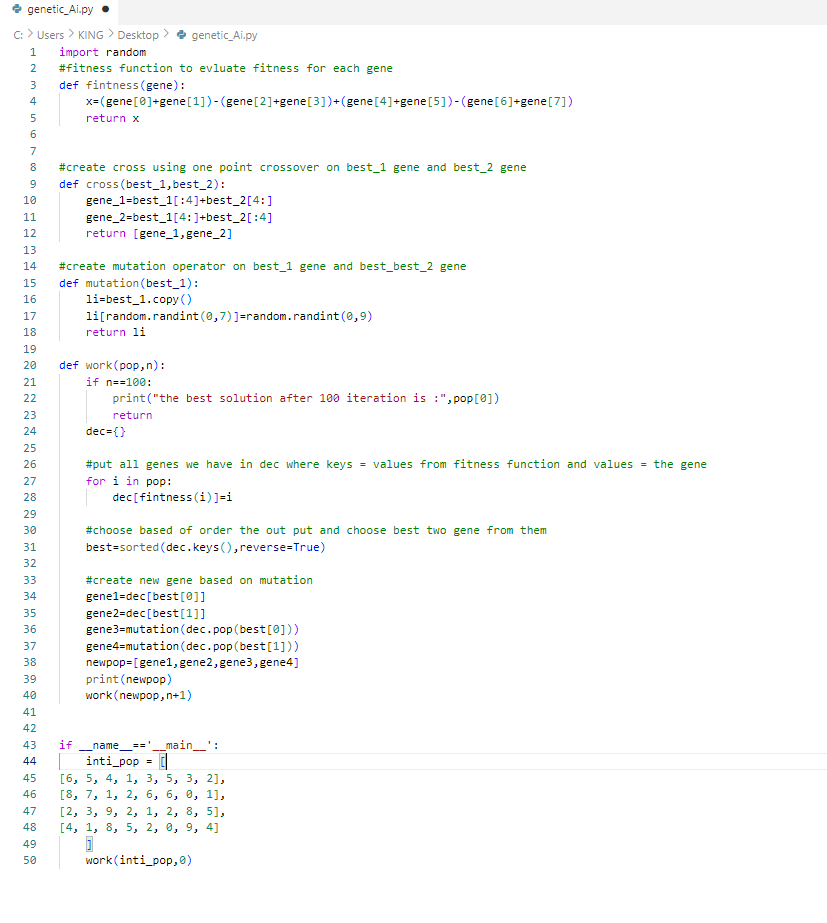 genetic_Ai.py ●
C: > Users > KING > Desktop > genetic_Ai.py
1 import random
2 #fitness function to evluate fitness for each gene
3 def fintness(gene):
4     x=(gene[0]+gene[1])-(gene[2]+gene[3])+(gene[4]+gene[5])-(gene[6]+gene[7])
5     return x
6
7
8 #create cross using one point crossover on best_1 gene and best_2 gene
9 def cross(best_1,best_2):
10     gene_1=best_1[:4]+best_2[4:]
11     gene_2=best_1[4:]+best_2[:4]
12     return [gene_1,gene_2]
13
14 #create mutation operator on best_1 gene and best_best_2 gene
15 def mutation(best_1):
16     li=best_1.copy()
17     li[random.randint(0,7)]=random.randint(0,9)
18     return li
19
20 def work(pop,n):
21     if n==100:
22         print("the best solution after 100 iteration is :",pop[0])
23         return
24     dec={}
25
26     #put all genes we have in dec where keys = values from fitness function and values = the gene
27     for i in pop:
28         dec[fintness(i)]=i
29
30     #choose based of order the out put and choose best two gene from them
31     best=sorted(dec.keys(),reverse=True)
32
33     #create new gene based on mutation
34     gene1=dec[best[0]]
35     gene2=dec[best[1]]
36     gene3=mutation(dec.pop(best[0]))
37     gene4=mutation(dec.pop(best[1]))
38     newpop=[gene1,gene2,gene3,gene4]
39     print(newpop)
40     work(newpop,n+1)
41
42
43 if __name__=='__main__':
44     inti_pop = [
45 [6, 5, 4, 1, 3, 5, 3, 2],
46 [8, 7, 1, 2, 6, 6, 0, 1],
47 [2, 3, 9, 2, 1, 2, 8, 5],
48 [4, 1, 8, 5, 2, 0, 9, 4]
49     ]
50     work(inti_pop,0)